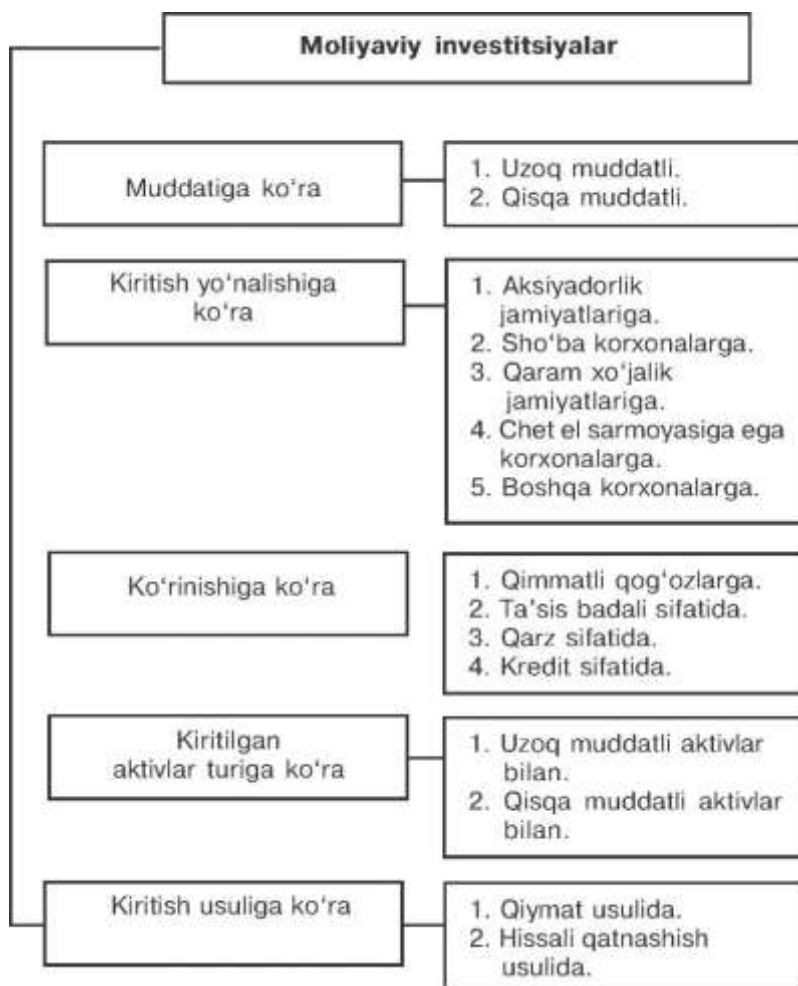 Moliyaviy investitsiyalar
Muddatiga ko‘ra
1. Uzoq muddatli.
2. Qisqa muddatli.
Kiritish yo‘nalishiga
ko‘ra
1. Aksiyadorlik
jamiyatlariga.
2. Sho‘ba korxonalarga.
3. Qaram xo‘jalik
jamiyatlariga.
4. Chet el sarmoyasiga ega
korxonalarga.
5. Boshqa korxonalarga.
Ko‘rinishiga ko‘ra
1. Qimmatli qog‘ozlarga.
2. Ta’sis badali sifatida.
3. Qarz sifatida.
4. Kredit sifatida.
Kiritilgan
aktivlar turiga ko‘ra
1. Uzoq muddatli aktivlar
bilan.
2. Qisqa muddatli aktivlar
bilan.
Kiritish usuliga ko‘ra
1. Qiymat usulida.
2. Hissali qatnashish
usulida.